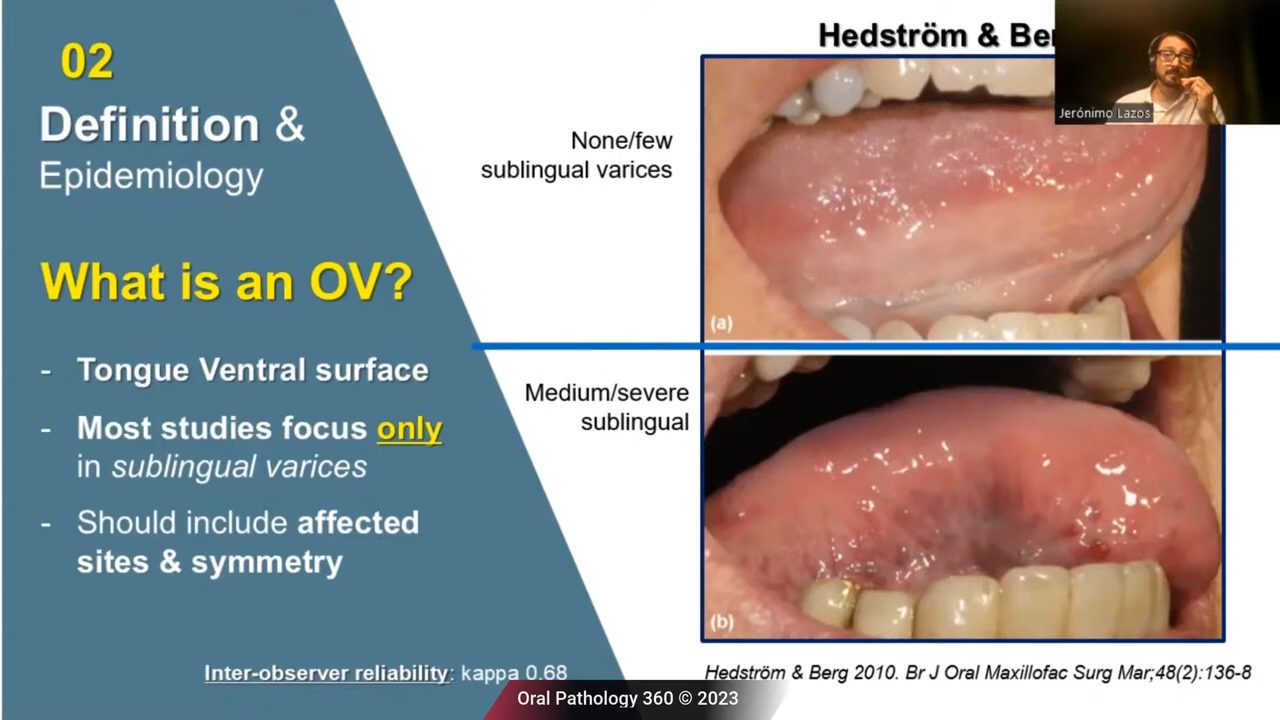 02
Definition &
Epidemiology
What is an OV?
- Tongue Ventral surface
- Most studies focus only
in sublingual varices
- Should include affected
sites & symmetry
Inter-observer reliability: kappa 0.68
Hedström & Be
Jerónimo Lazos
None/few
sublingual varices
(a)
Medium/severe
sublingual
(b)
Hedström & Berg 2010. Br J Oral Maxillofac Surg Mar;48(2):136-8
Oral Pathology 360 © 2023